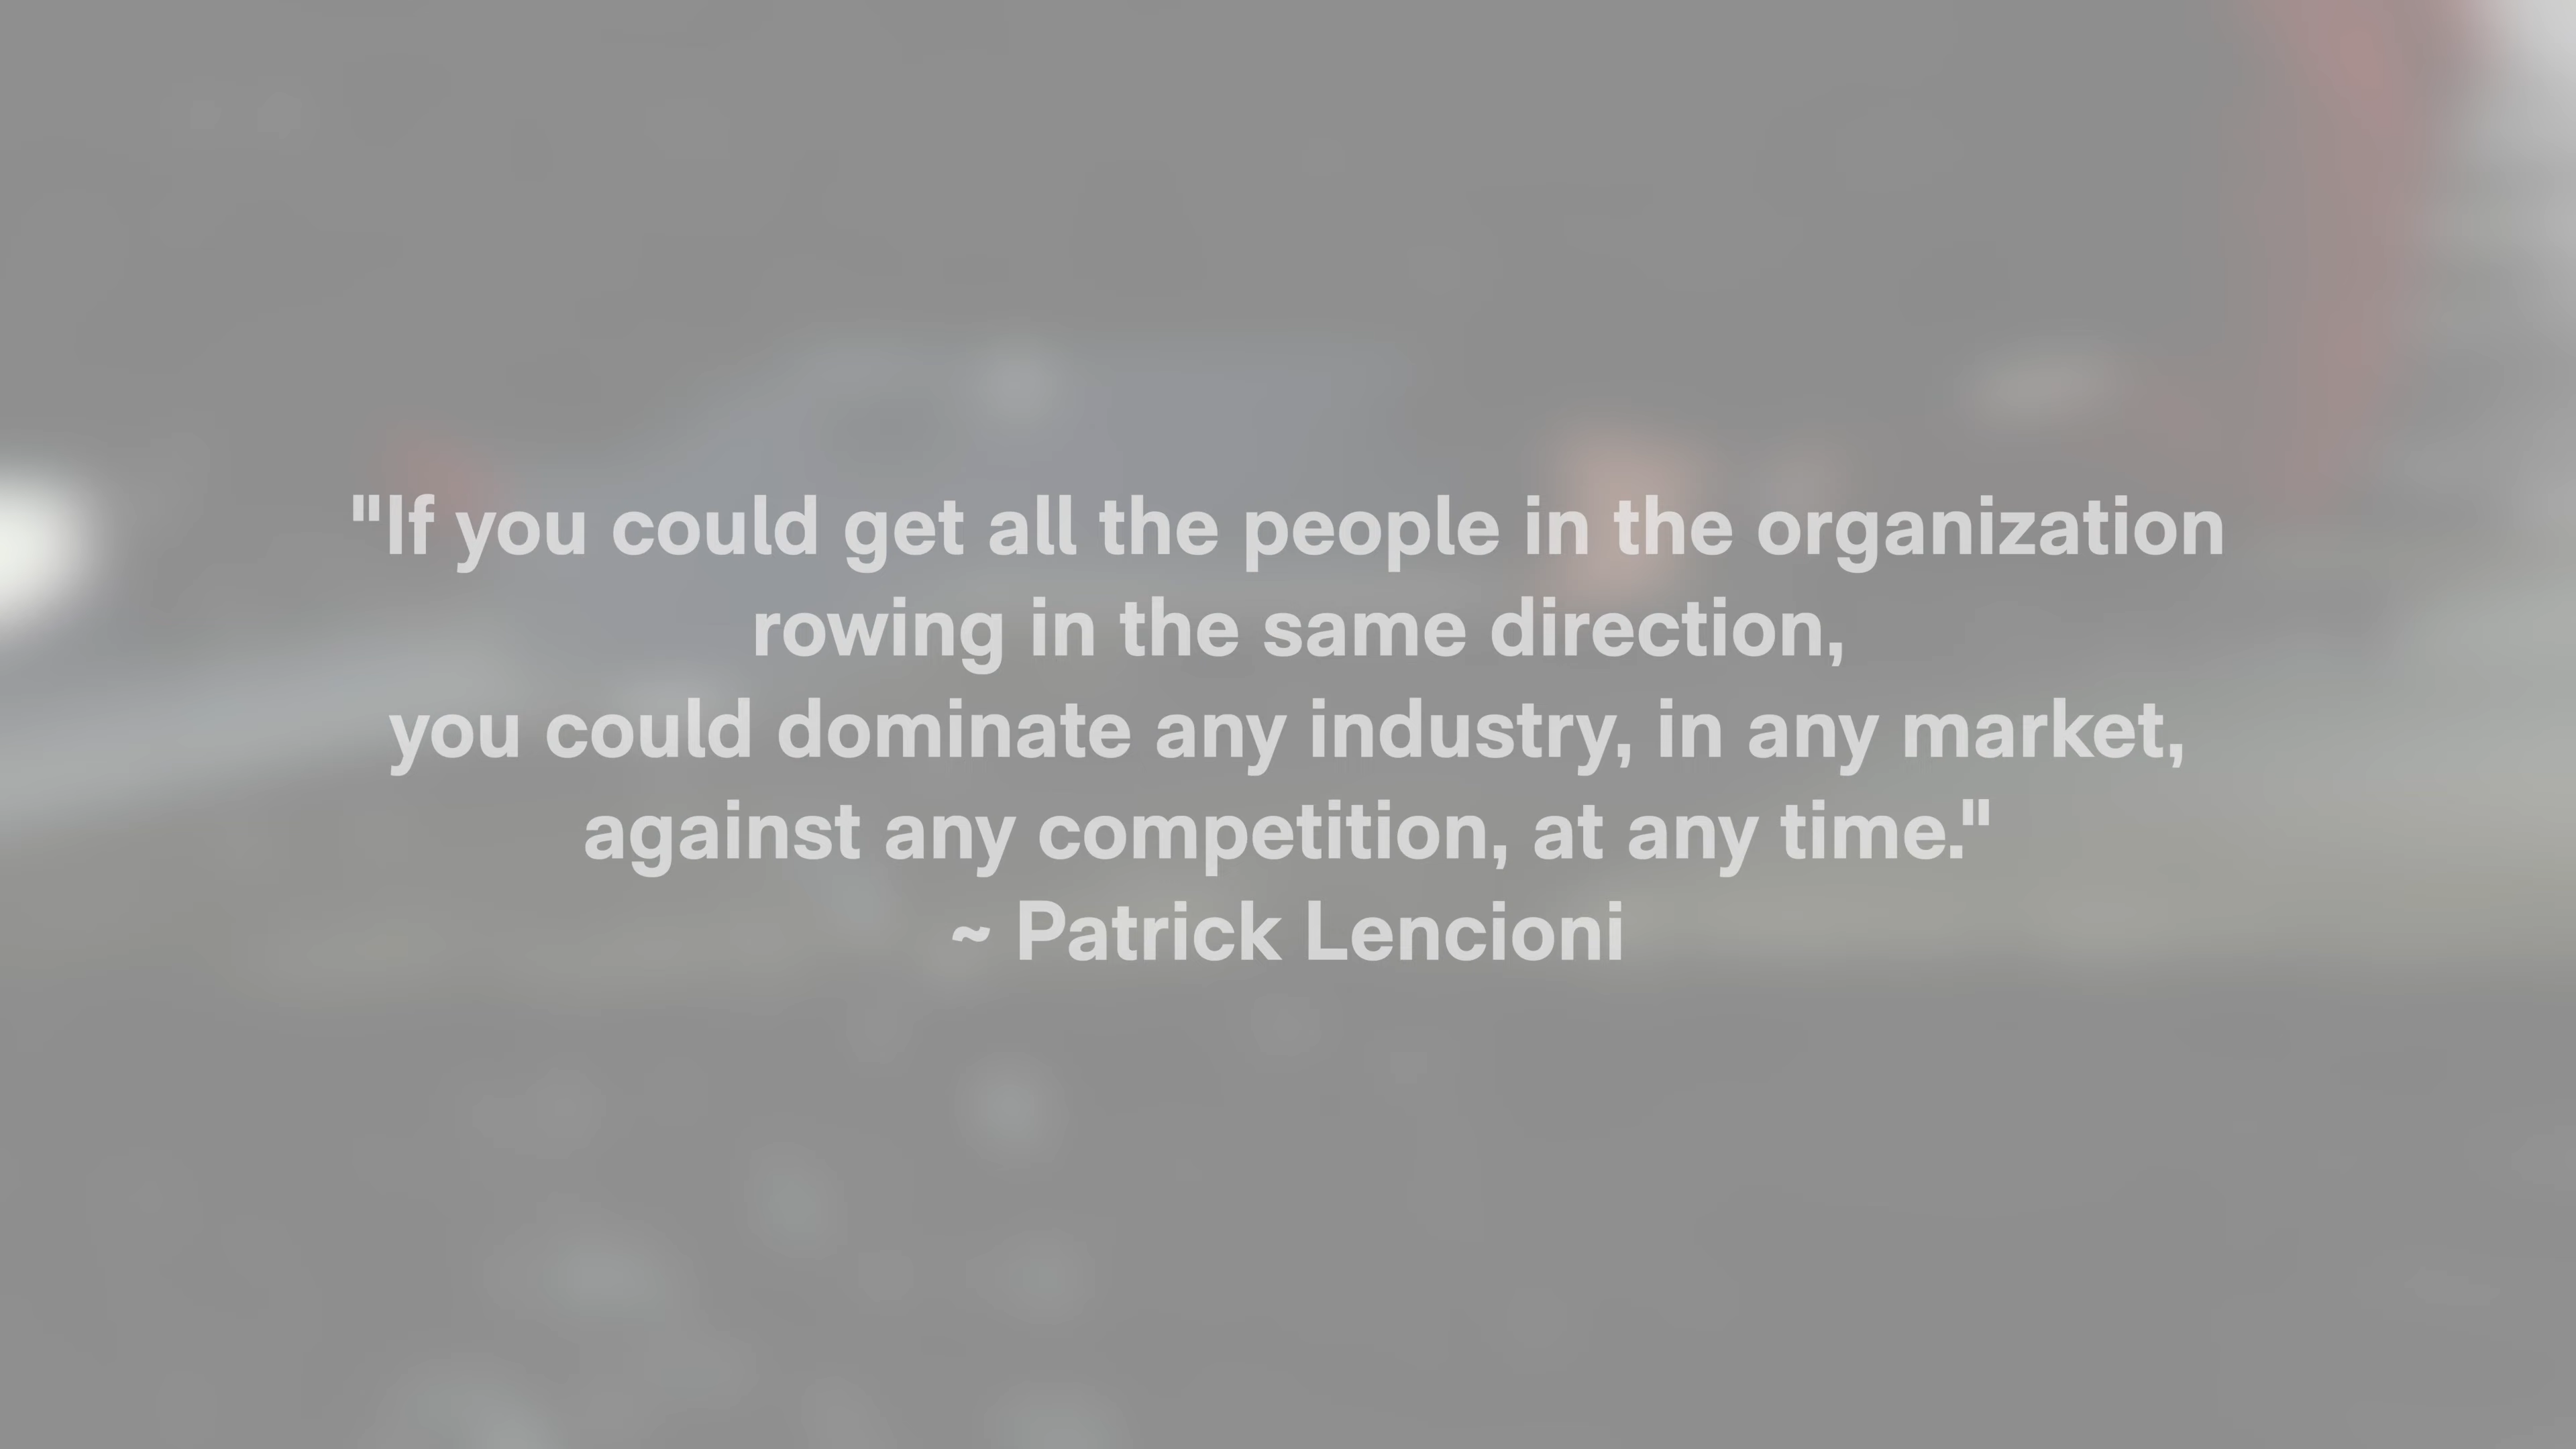 "If you could get all the people in the organization
rowing in the same direction,
you could dominate any industry, in any market,
against any competition, at any time."
~ Patrick Lencioni